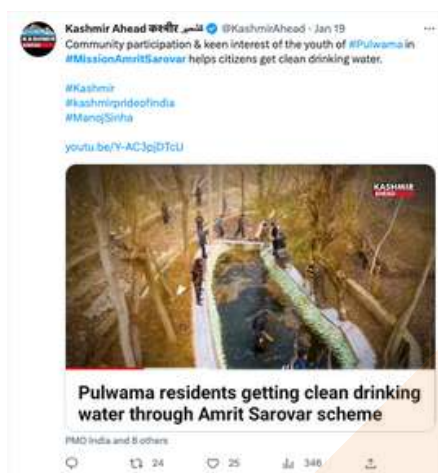 Kashmir Ahead कश्मीर کشمیر @KashmirAhead · Jan 19
Community participation & keen interest of the youth of #Pulwama in
#MissionAmritSarovar helps citizens get clean drinking water.
#Kashmir
#kashmirprideofindia
#ManojSinha
youtu.be/Y-AC3pjDTcU
KASHMIR
AHEAD
Pulwama residents getting clean drinking
water through Amrit Sarovar scheme
PMO India and 8 others
24 25 346